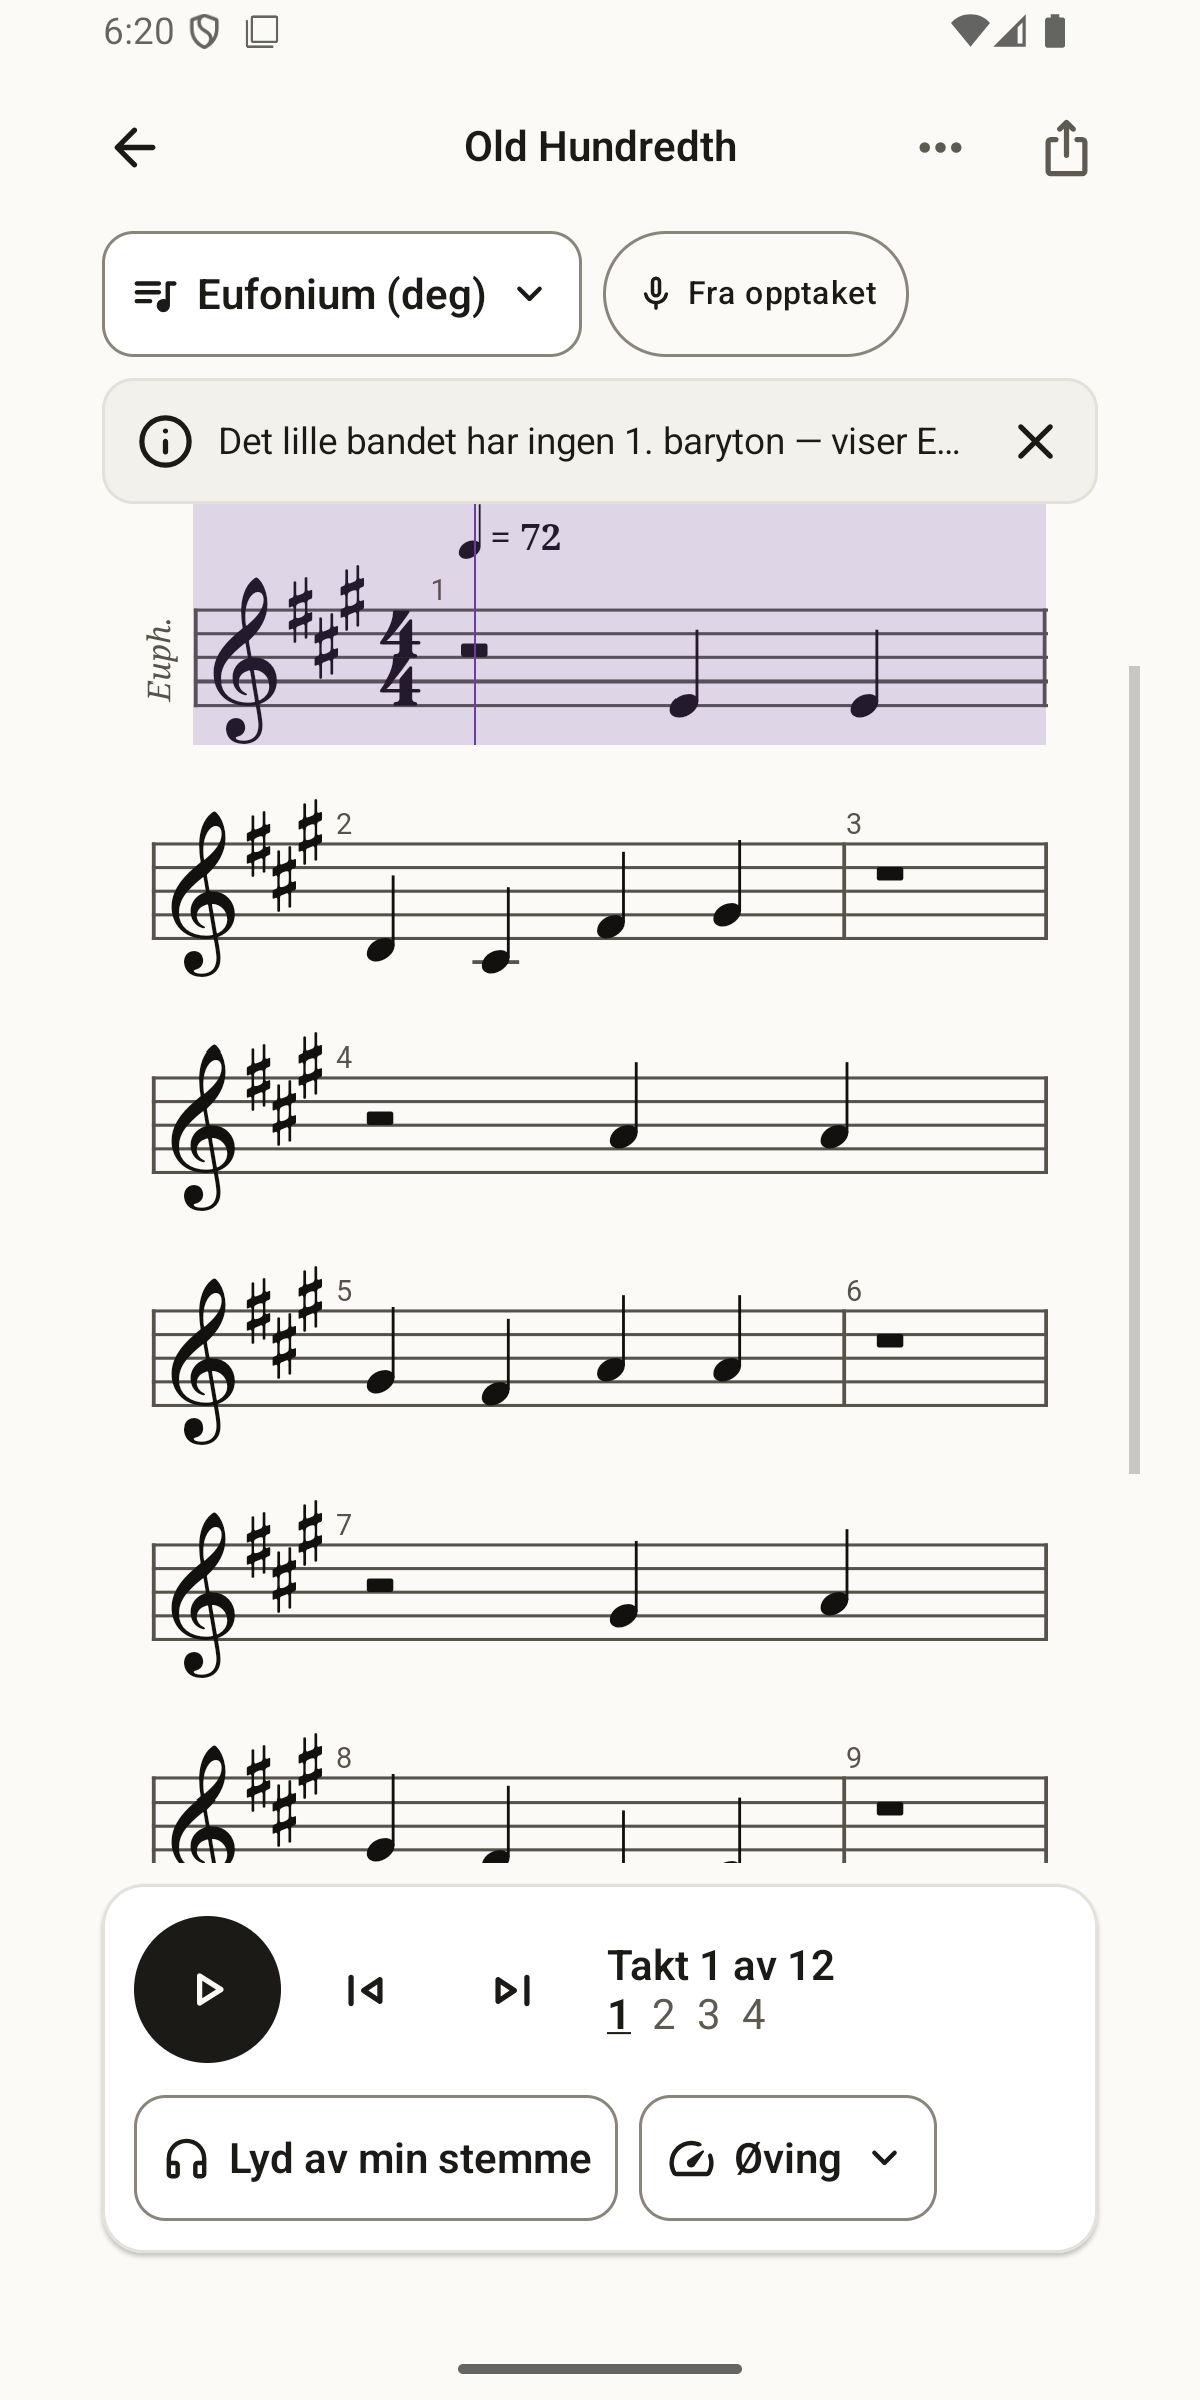 6:20
Old Hundredth
Eufonium (deg)
Fra opptaket
Det lille bandet har ingen 1. baryton — viser E...
= 72
1
Euph.
4
4
2
3
4
5
6
7
8
9
Takt 1 av 12
1 2 3 4
Lyd av min stemme
Øving